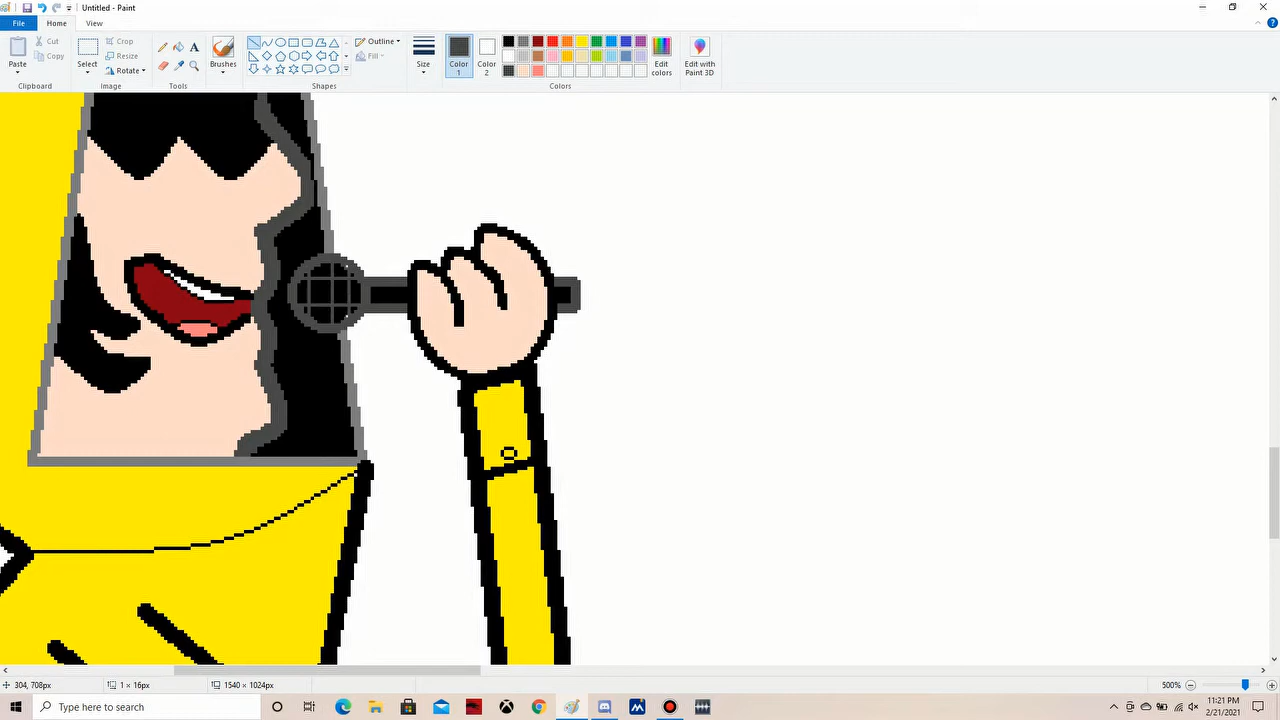 Untitled - Paint
File Home View
Paste
Cut
Copy
Clipboard
Select
Crop
Resize
Rotate
Image
A
Tools
Brushes
Outline
Fill
Shapes
Size
Color 1
Color 2
Edit colors
Edit with Paint 3D
Colors
304, 708px
1 × 16px
1540 × 1024px
Type here to search
11:21 PM
2/21/2021